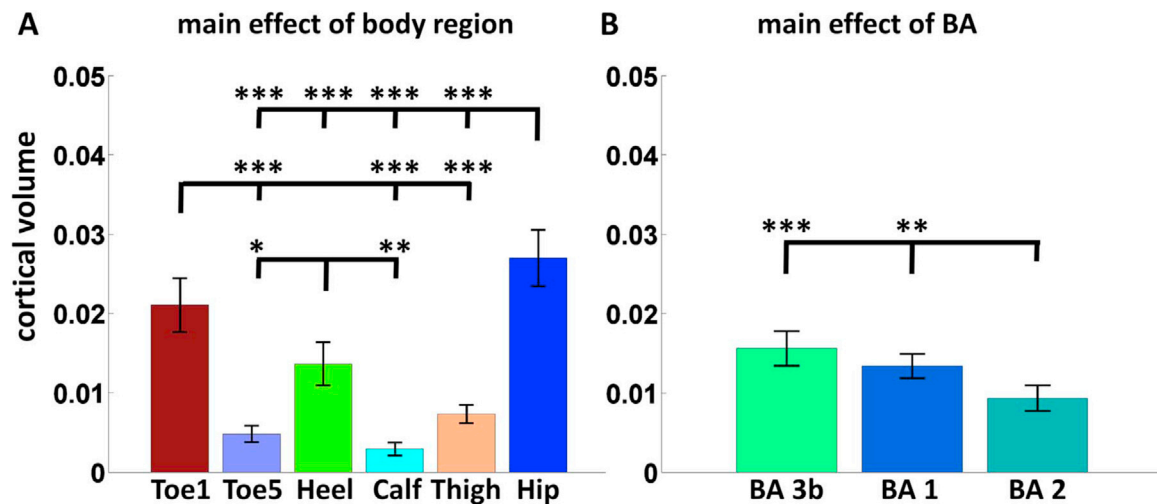 A main effect of body region
cortical volume
0.05
0.04
0.03
0.02
0.01
0
*** *** *** ***
*** *** ***
* **
Toe1 Toe5 Heel Calf Thigh Hip
B main effect of BA
0.05
0.04
0.03
0.02
0.01
0
*** **
BA 3b BA 1 BA 2